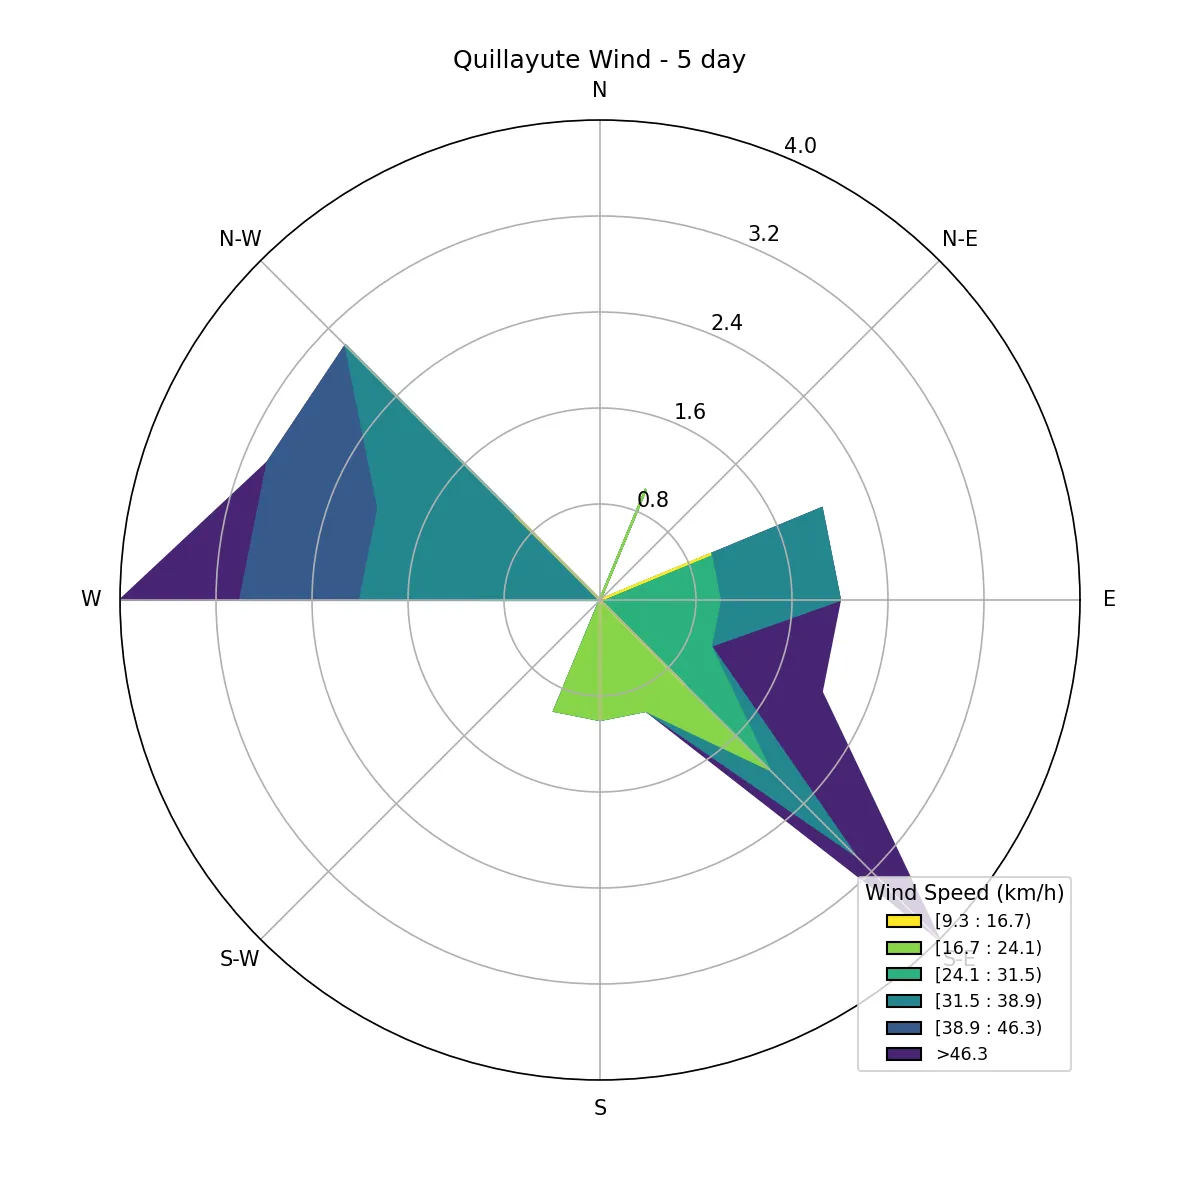 Quillayute Wind - 5 day
N
4.0
N-W
3.2
N-E
2.4
1.6
0.8
W
E
Wind Speed (km/h)
[9.3 : 16.7)
[16.7 : 24.1)
S-W
S-E
[24.1 : 31.5)
[31.5 : 38.9)
[38.9 : 46.3)
>46.3
S